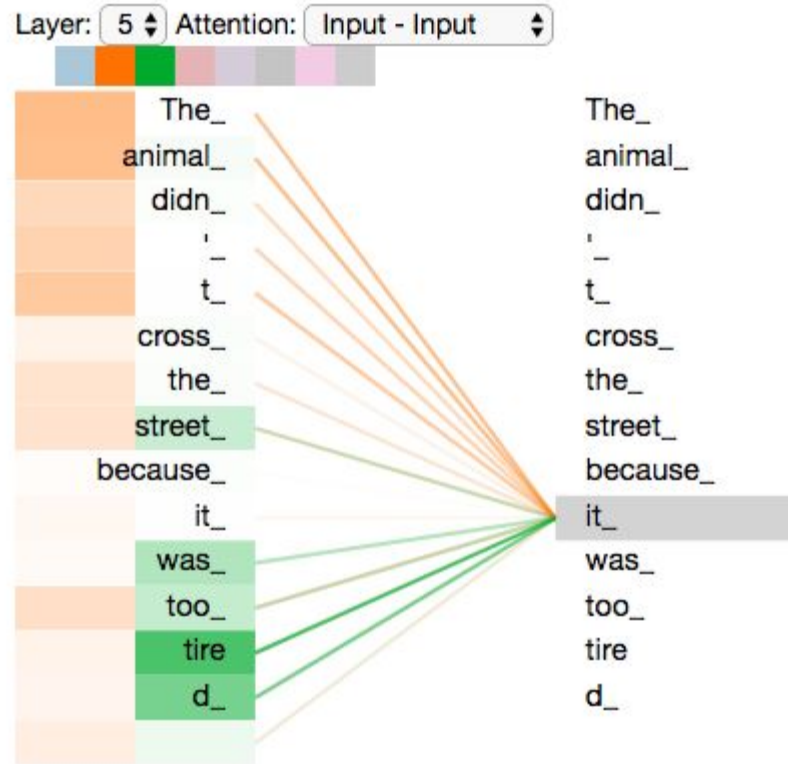 Layer: 5 Attention: Input - Input
The_ The_
animal_ animal_
didn_ didn_
'_ '_
t_ t_
cross_ cross_
the_ the_
street_ street_
because_ because_
it_ it_
was_ was_
too_ too_
tire tire
d_ d_